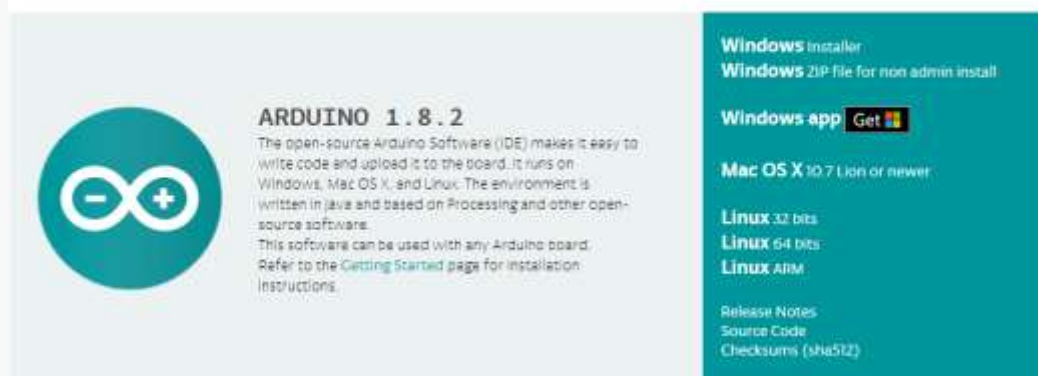 ARDUINO 1.8.2
The open-source Arduino Software (IDE) makes it easy to
write code and upload it to the board. It runs on
Windows, Mac OS X, and Linux. The environment is
written in Java and based on Processing and other open-
source software.
This software can be used with any Arduino board.
Refer to the Getting Started page for Installation
instructions.
Windows Installer
Windows ZIP file for non admin install
Windows app Get
Mac OS X 10.7 Lion or newer
Linux 32 bits
Linux 64 bits
Linux ARM
Release Notes
Source Code
Checksums (sha512)